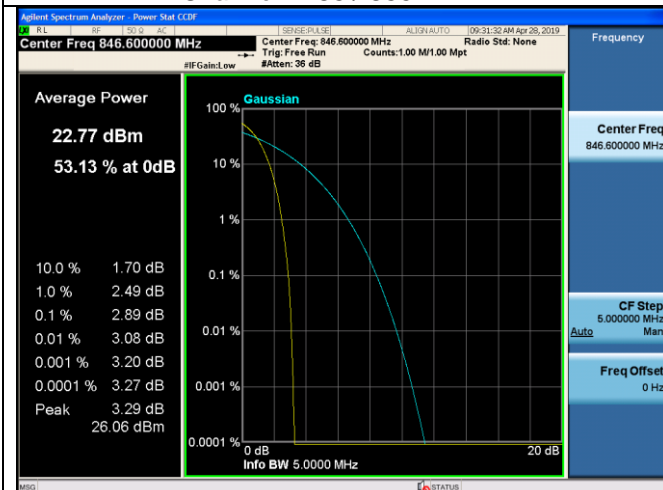 Agilent Spectrum Analyzer - Power Stat CCDF
RL RF 50 Ω AC SENSE:PULSE ALIGN AUTO 09:31:32 AM Apr 28, 2019
Center Freq 846.600000 MHz
Center Freq: 846.600000 MHz Radio Std: None
Trig: Free Run Counts:1.00 M/1.00 Mpt
#IFGain:Low #Atten: 36 dB
Frequency
Average Power
22.77 dBm
53.13 % at 0dB
10.0 % 1.70 dB
1.0 % 2.49 dB
0.1 % 2.89 dB
0.01 % 3.08 dB
0.001 % 3.20 dB
0.0001 % 3.27 dB
Peak 3.29 dB
26.06 dBm
100 % Gaussian
10 %
1 %
0.1 %
0.01 %
0.001 %
0.0001 %
0 dB 20 dB
Info BW 5.0000 MHz
Center Freq
846.600000 MHz
CF Step
5.000000 MHz
Auto Man
Freq Offset
0 Hz
MSG STATUS